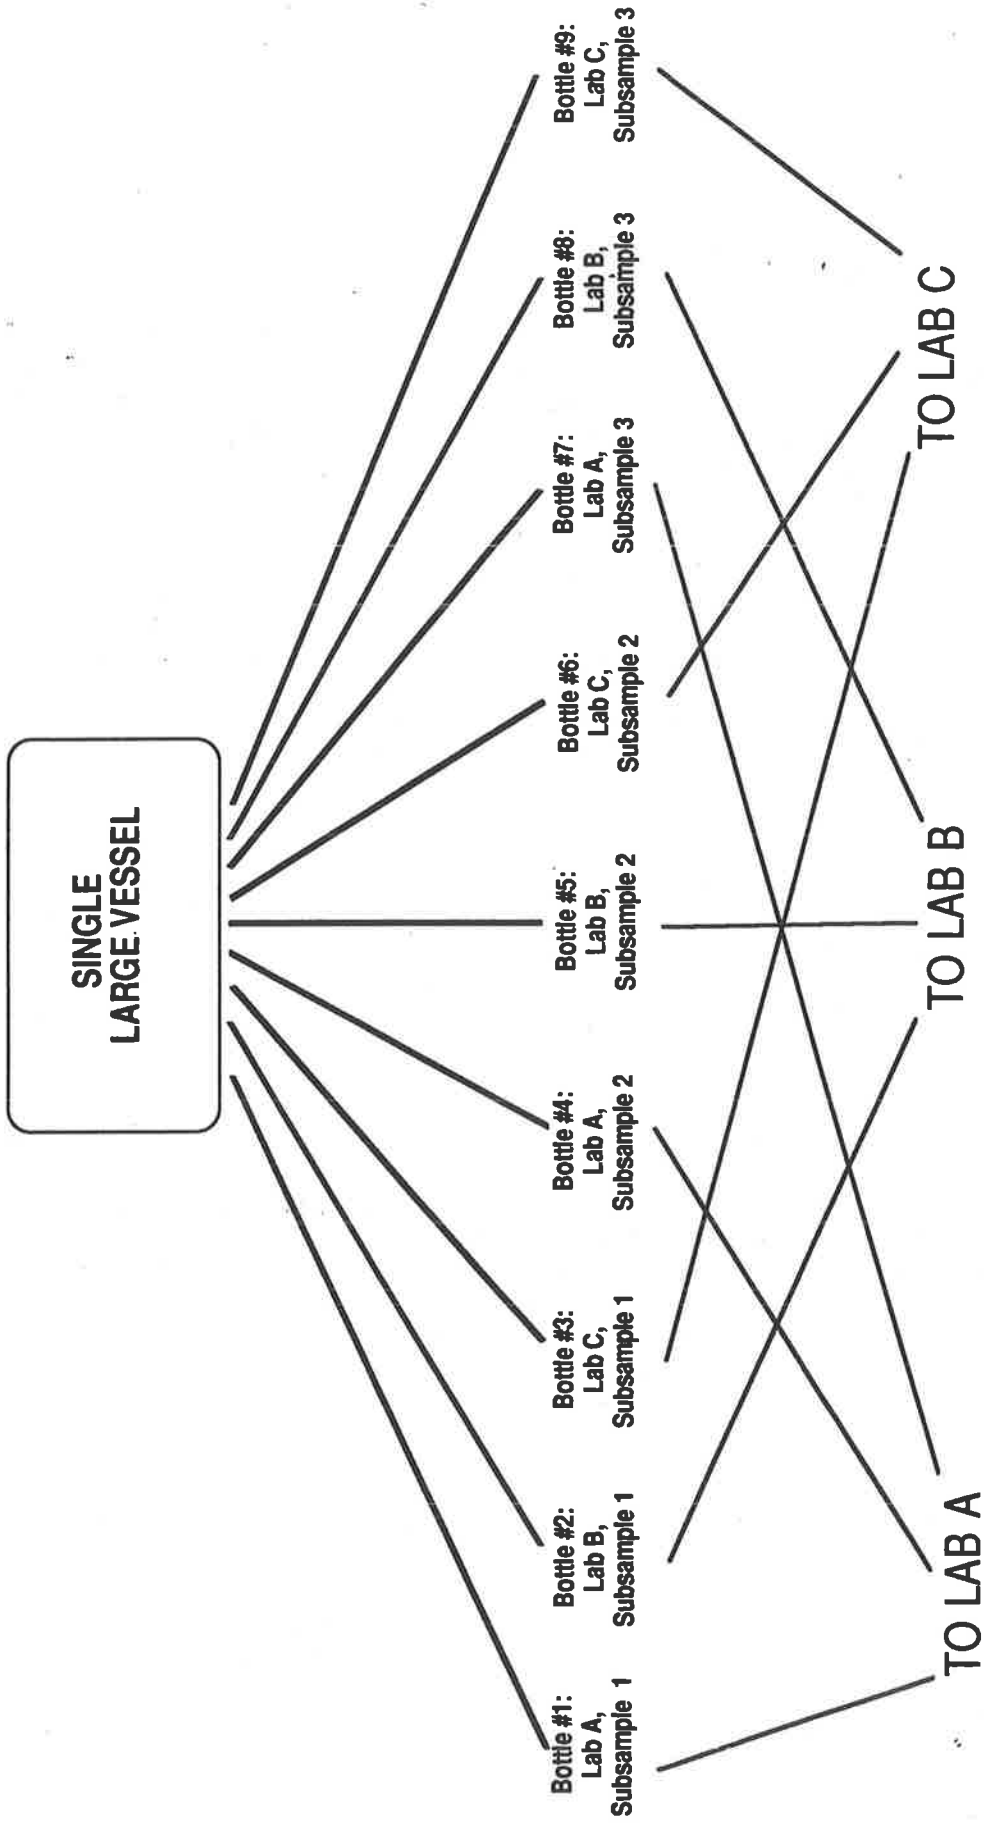 SINGLE
LARGE VESSEL
Bottle #1:
Lab A,
Subsample 1
Bottle #2:
Lab B,
Subsample 1
Bottle #3:
Lab C,
Subsample 1
Bottle #4:
Lab A,
Subsample 2
Bottle #5:
Lab B,
Subsample 2
Bottle #6:
Lab C,
Subsample 2
Bottle #7:
Lab A,
Subsample 3
Bottle #8:
Lab B,
Subsample 3
Bottle #9:
Lab C,
Subsample 3
TO LAB A
TO LAB B
TO LAB C